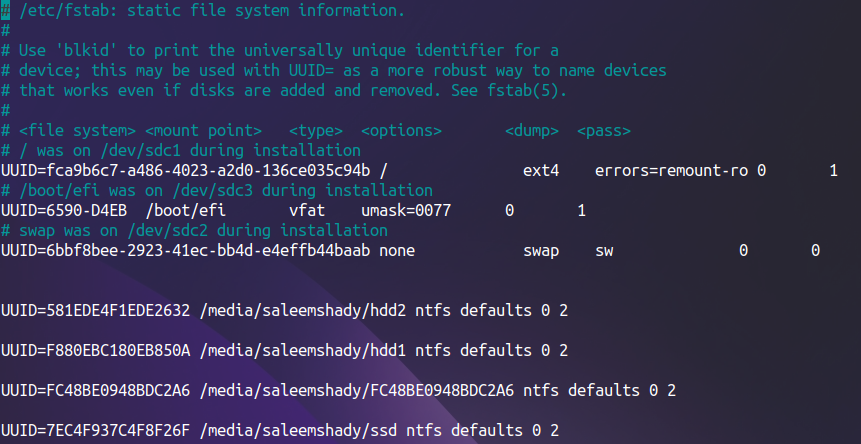 # /etc/fstab: static file system information.
#
# Use 'blkid' to print the universally unique identifier for a
# device; this may be used with UUID= as a more robust way to name devices
# that works even if disks are added and removed. See fstab(5).
#
# <file system> <mount point>   <type>  <options>       <dump>  <pass>
# / was on /dev/sdc1 during installation
UUID=fca9b6c7-a486-4023-a2d0-136ce035c94b /               ext4    errors=remount-ro 0       1
# /boot/efi was on /dev/sdc3 during installation
UUID=6590-D4EB  /boot/efi       vfat    umask=0077      0       1
# swap was on /dev/sdc2 during installation
UUID=6bbf8bee-2923-41ec-bb4d-e4effb44baab none            swap    sw              0       0
UUID=581EDE4F1EDE2632 /media/saleemshady/hdd2 ntfs defaults 0 2
UUID=F880EBC180EB850A /media/saleemshady/hdd1 ntfs defaults 0 2
UUID=FC48BE0948BDC2A6 /media/saleemshady/FC48BE0948BDC2A6 ntfs defaults 0 2
UUID=7EC4F937C4F8F26F /media/saleemshady/ssd ntfs defaults 0 2